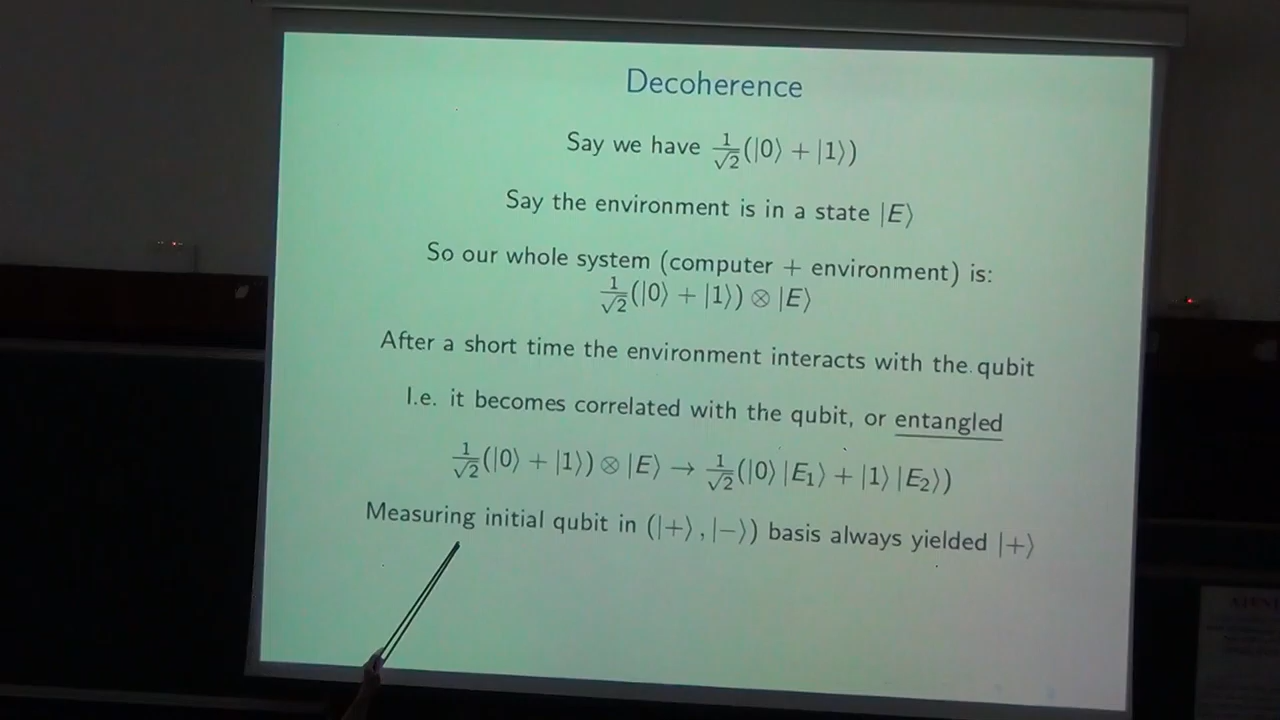 Decoherence
Say we have 1/√2(|0⟩ + |1⟩)
Say the environment is in a state |E⟩
So our whole system (computer + environment) is:
1/√2(|0⟩ + |1⟩) ⊗ |E⟩
After a short time the environment interacts with the qubit
I.e. it becomes correlated with the qubit, or entangled
1/√2(|0⟩ + |1⟩) ⊗ |E⟩ → 1/√2(|0⟩ |E₁⟩ + |1⟩ |E₂⟩)
Measuring initial qubit in (|+⟩ , |−⟩) basis always yielded |+⟩